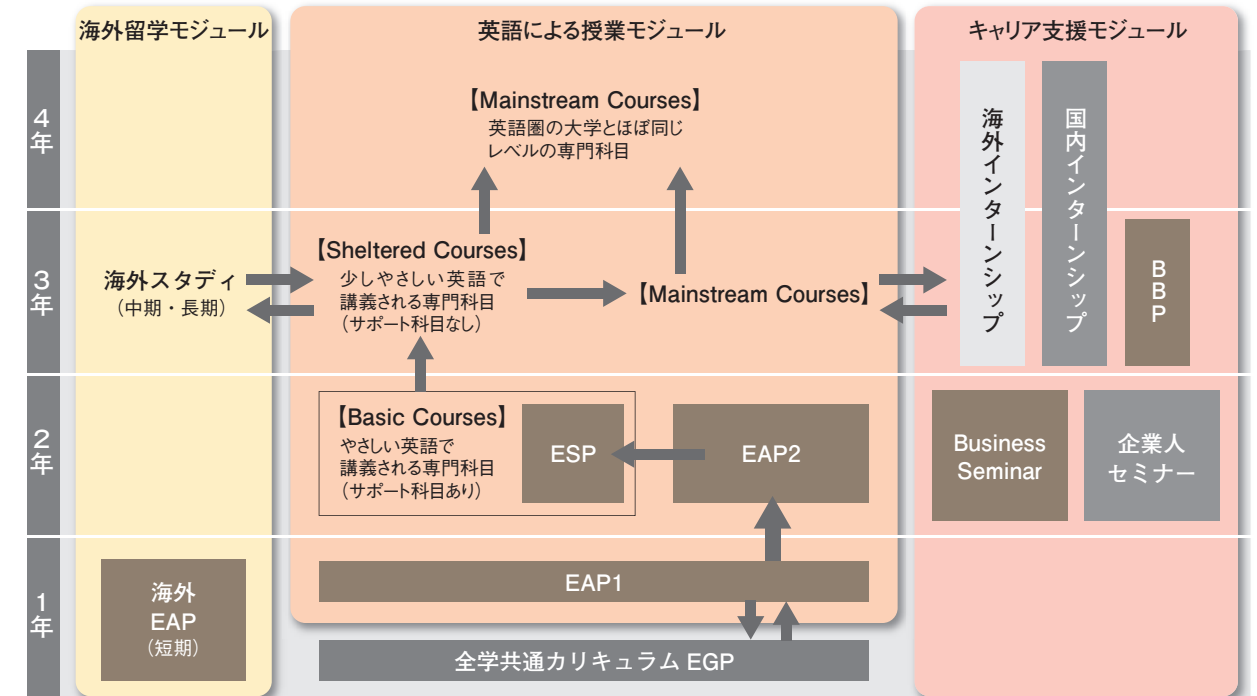 海外留学モジュール
英語による授業モジュール
キャリア支援モジュール
4年
【Mainstream Courses】
英語圏の大学とほぼ同じ
レベルの専門科目
海外インターンシップ
国内インターンシップ
3年
海外スタディ
（中期・長期）
【Sheltered Courses】
少しやさしい英語で
講義される専門科目
（サポート科目なし）
【Mainstream Courses】
BBP
2年
【Basic Courses】
やさしい英語で
講義される専門科目
（サポート科目あり）
ESP
EAP2
Business
Seminar
企業人
セミナー
1年
海外
EAP
（短期）
EAP1
全学共通カリキュラム EGP